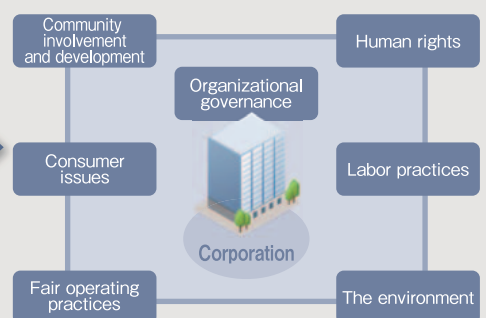 Community
involvement
and development
Human rights
Organizational
governance
Consumer
issues
Labor practices
Corporation
Fair operating
practices
The environment